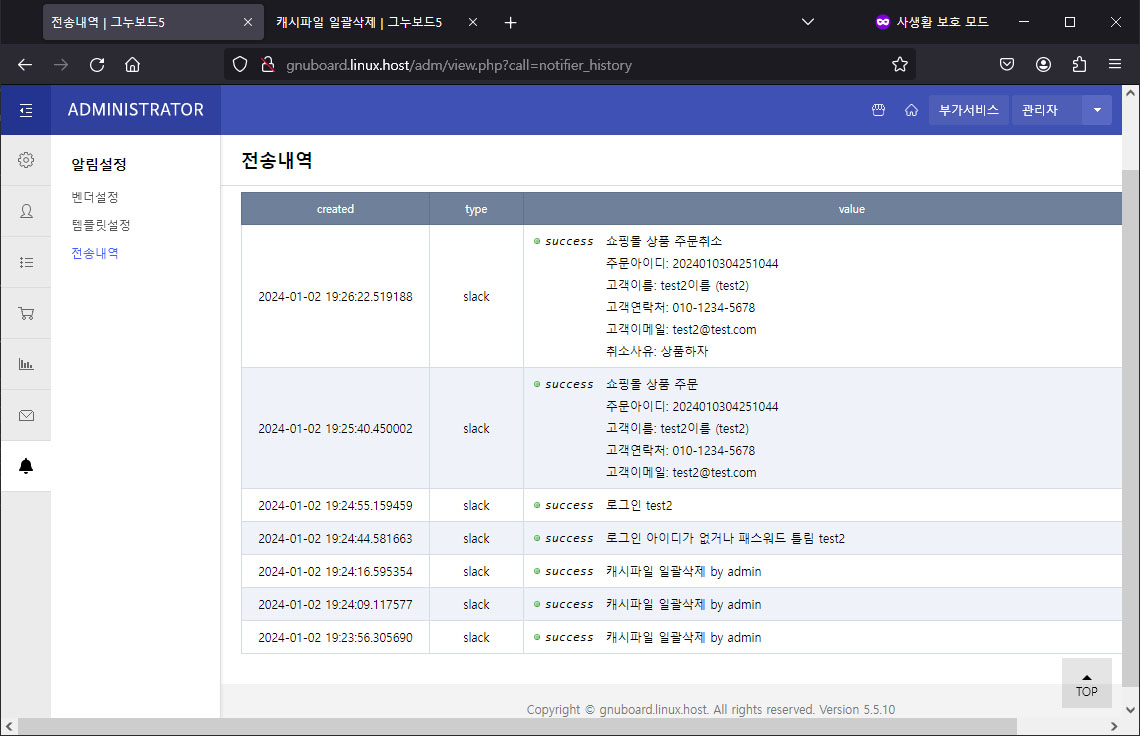 전송내역 | 그누보드5
캐시파일 일괄삭제 | 그누보드5
사생활 보호 모드
gnuboard.linux.host/adm/view.php?call=notifier_history
ADMINISTRATOR
부가서비스
관리자
알림설정
벤더설정
템플릿설정
전송내역
전송내역
created type value
2024-01-02 19:26:22.519188 slack success 쇼핑몰 상품 주문취소
주문아이디: 2024010304251044
고객이름: test2이름 (test2)
고객연락처: 010-1234-5678
고객이메일: test2@test.com
취소사유: 상품하자
2024-01-02 19:25:40.450002 slack success 쇼핑몰 상품 주문
주문아이디: 2024010304251044
고객이름: test2이름 (test2)
고객연락처: 010-1234-5678
고객이메일: test2@test.com
2024-01-02 19:24:55.159459 slack success 로그인 test2
2024-01-02 19:24:44.581663 slack success 로그인 아이디가 없거나 패스워드 틀림 test2
2024-01-02 19:24:16.595354 slack success 캐시파일 일괄삭제 by admin
2024-01-02 19:24:09.117577 slack success 캐시파일 일괄삭제 by admin
2024-01-02 19:23:56.305690 slack success 캐시파일 일괄삭제 by admin
TOP
Copyright © gnuboard.linux.host. All rights reserved. Version 5.5.10